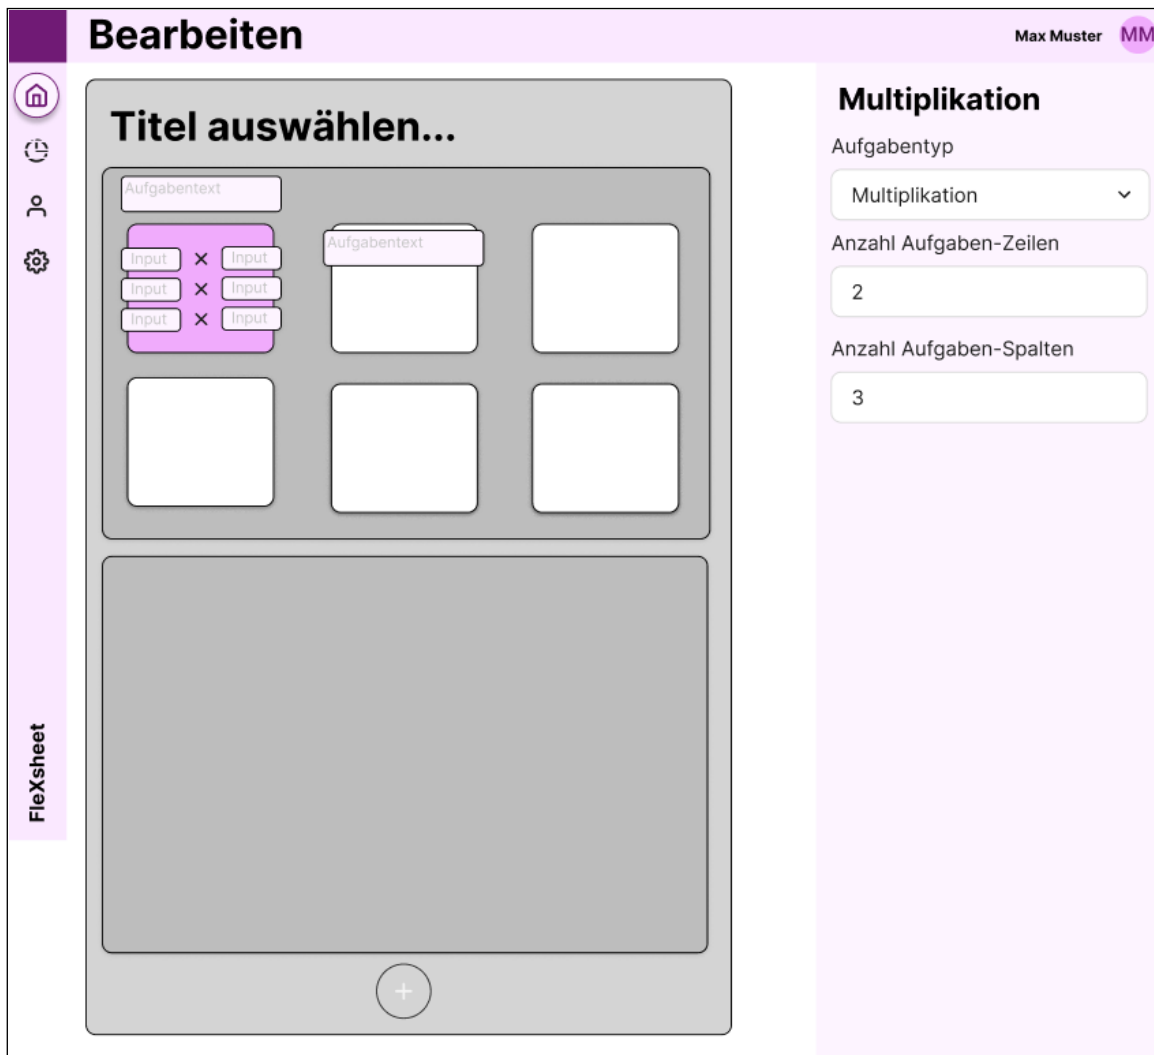 Bearbeiten
Max Muster MM
Titel auswählen...
Aufgabentext
Input × Input
Input × Input
Input × Input
Aufgabentext
Multiplikation
Aufgabentyp
Multiplikation
Anzahl Aufgaben-Zeilen
2
Anzahl Aufgaben-Spalten
3
+
FleXsheet